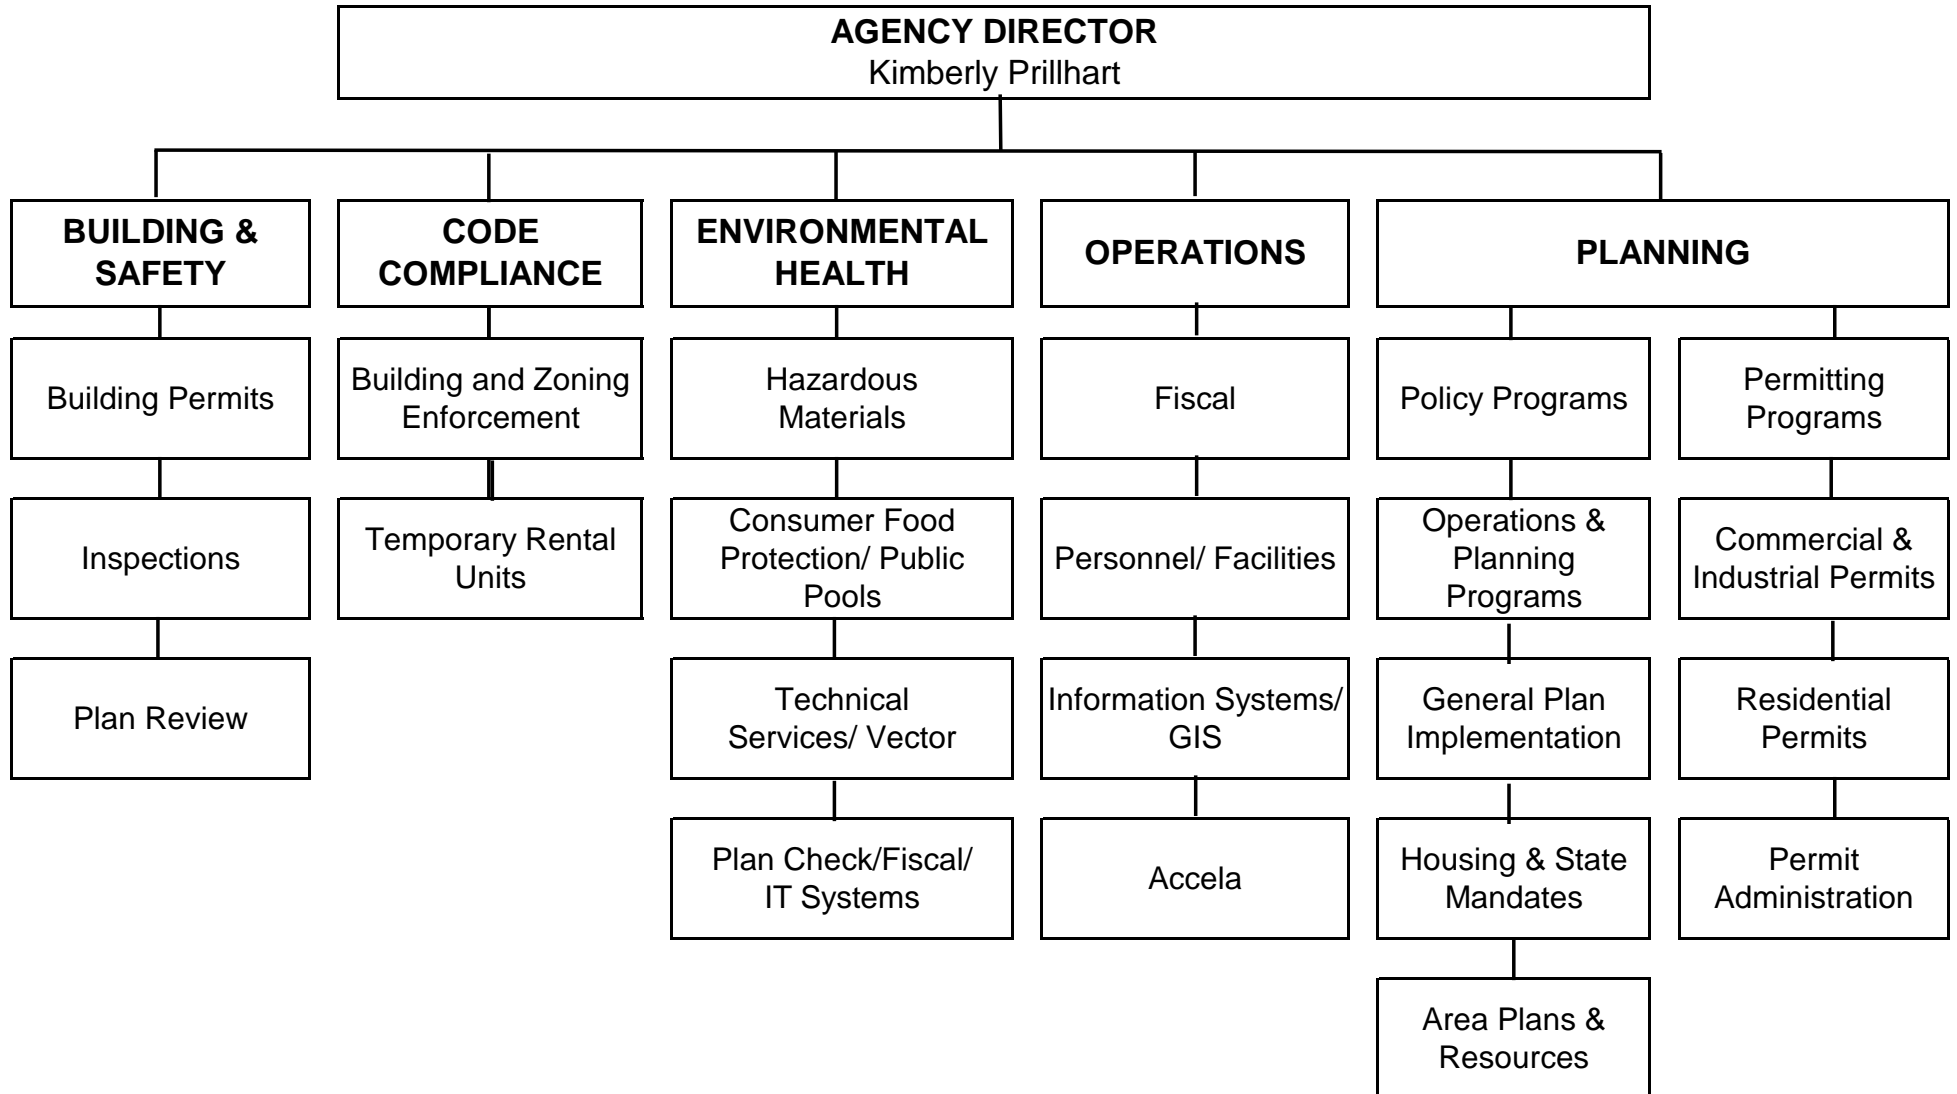 AGENCY DIRECTOR
Kimberly Prillhart
BUILDING &
SAFETY
CODE
COMPLIANCE
ENVIRONMENTAL
HEALTH
OPERATIONS
PLANNING
Building Permits
Building and Zoning
Enforcement
Hazardous
Materials
Fiscal
Policy Programs
Permitting
Programs
Inspections
Temporary Rental
Units
Consumer Food
Protection/ Public
Pools
Personnel/ Facilities
Operations &
Planning
Programs
Commercial &
Industrial Permits
Plan Review
Technical
Services/ Vector
Information Systems/
GIS
General Plan
Implementation
Residential
Permits
Plan Check/Fiscal/
IT Systems
Accela
Housing & State
Mandates
Permit
Administration
Area Plans &
Resources